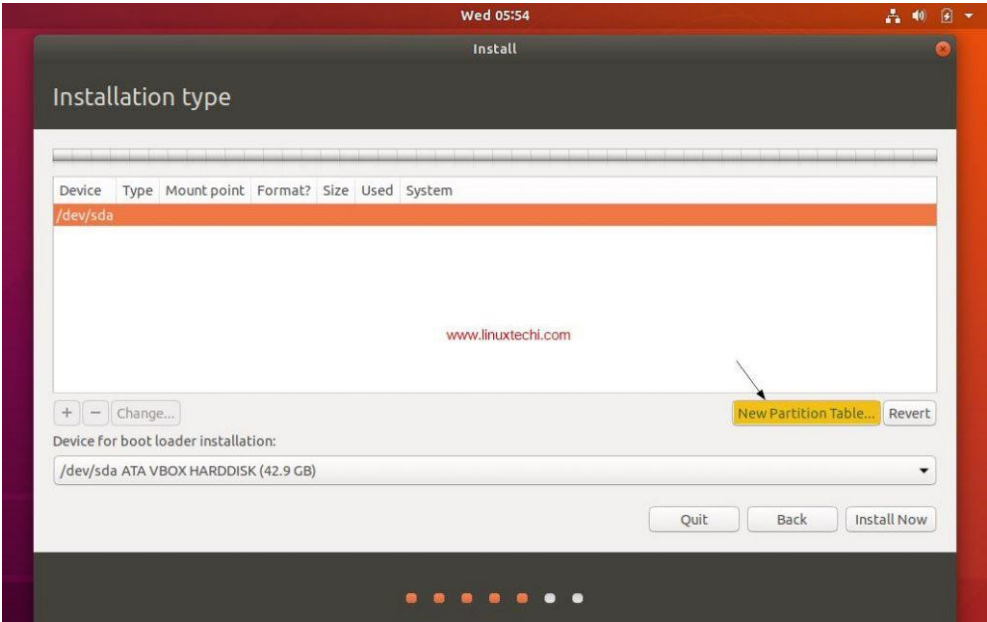 Wed 05:54
Install
Installation type
Device Type Mount point Format? Size Used System
/dev/sda
www.linuxtechi.com
+ − Change... New Partition Table... Revert
Device for boot loader installation:
/dev/sda ATA VBOX HARDDISK (42.9 GB)
Quit Back Install Now